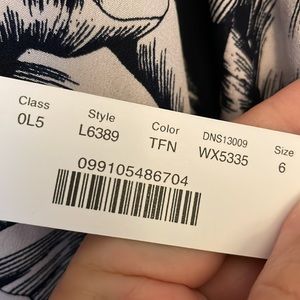 Class Style Color DNS13009 Size
0L5 L6389 TFN WX5335 6
099105486704